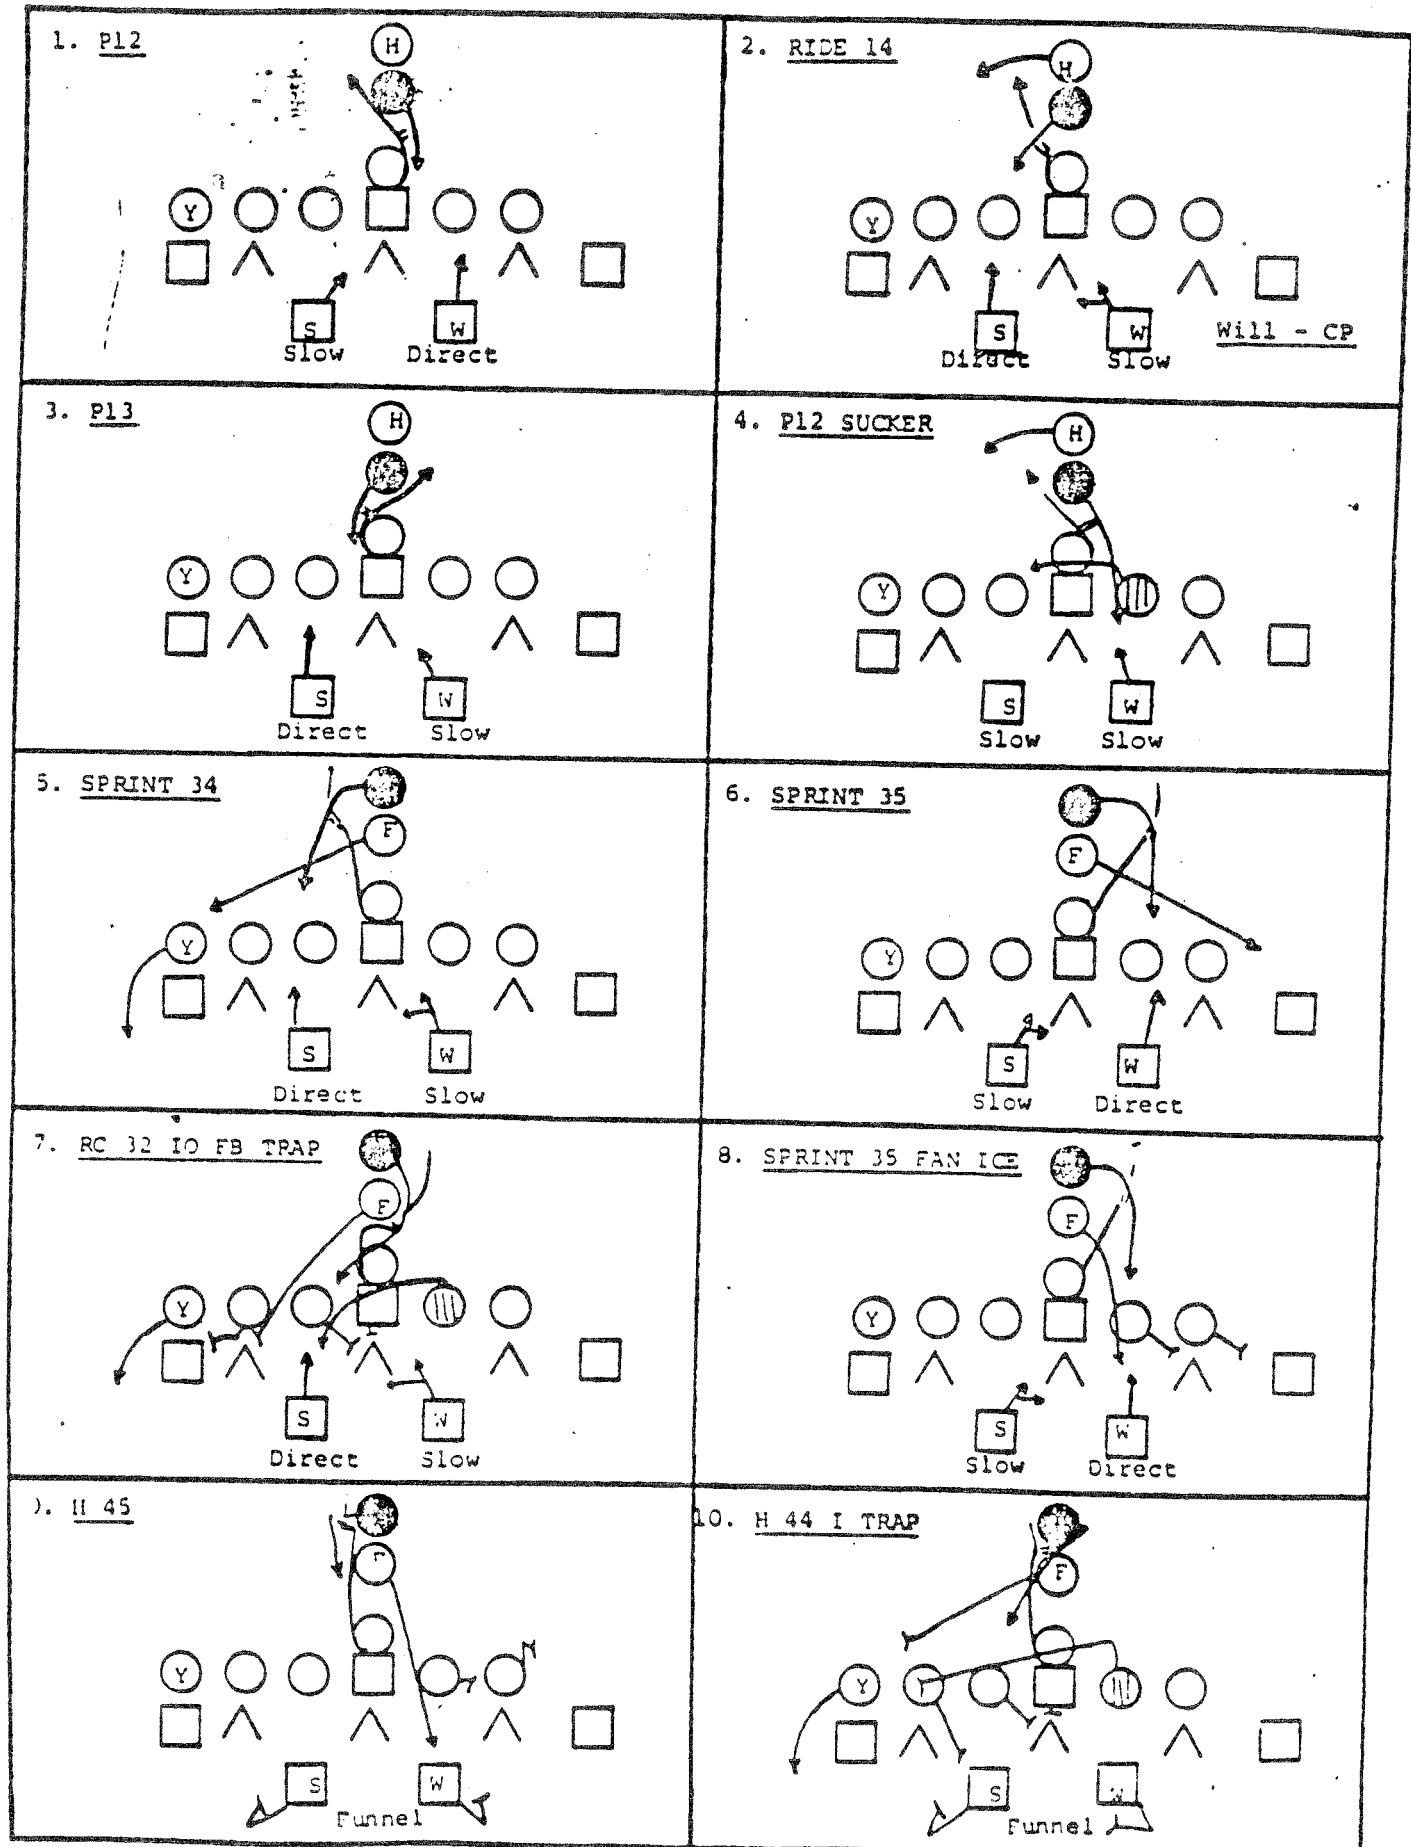 1. P12
H
Y
S
W
Slow Direct
2. RIDE 14
H
Y
S
W
Will - CP
Direct Slow
3. P13
H
Y
S
W
Direct Slow
4. P12 SUCKER
H
Y
S
W
Slow Slow
5. SPRINT 34
F
Y
S
W
Direct Slow
6. SPRINT 35
F
Y
S
W
Slow Direct
7. RC 32 IO FB TRAP
F
Y
S
W
Direct Slow
8. SPRINT 35 FAN ICE
F
Y
S
W
Slow Direct
). H 45
F
Y
S
W
Funnel
10. H 44 I TRAP
F
Y
S
W
Funnel